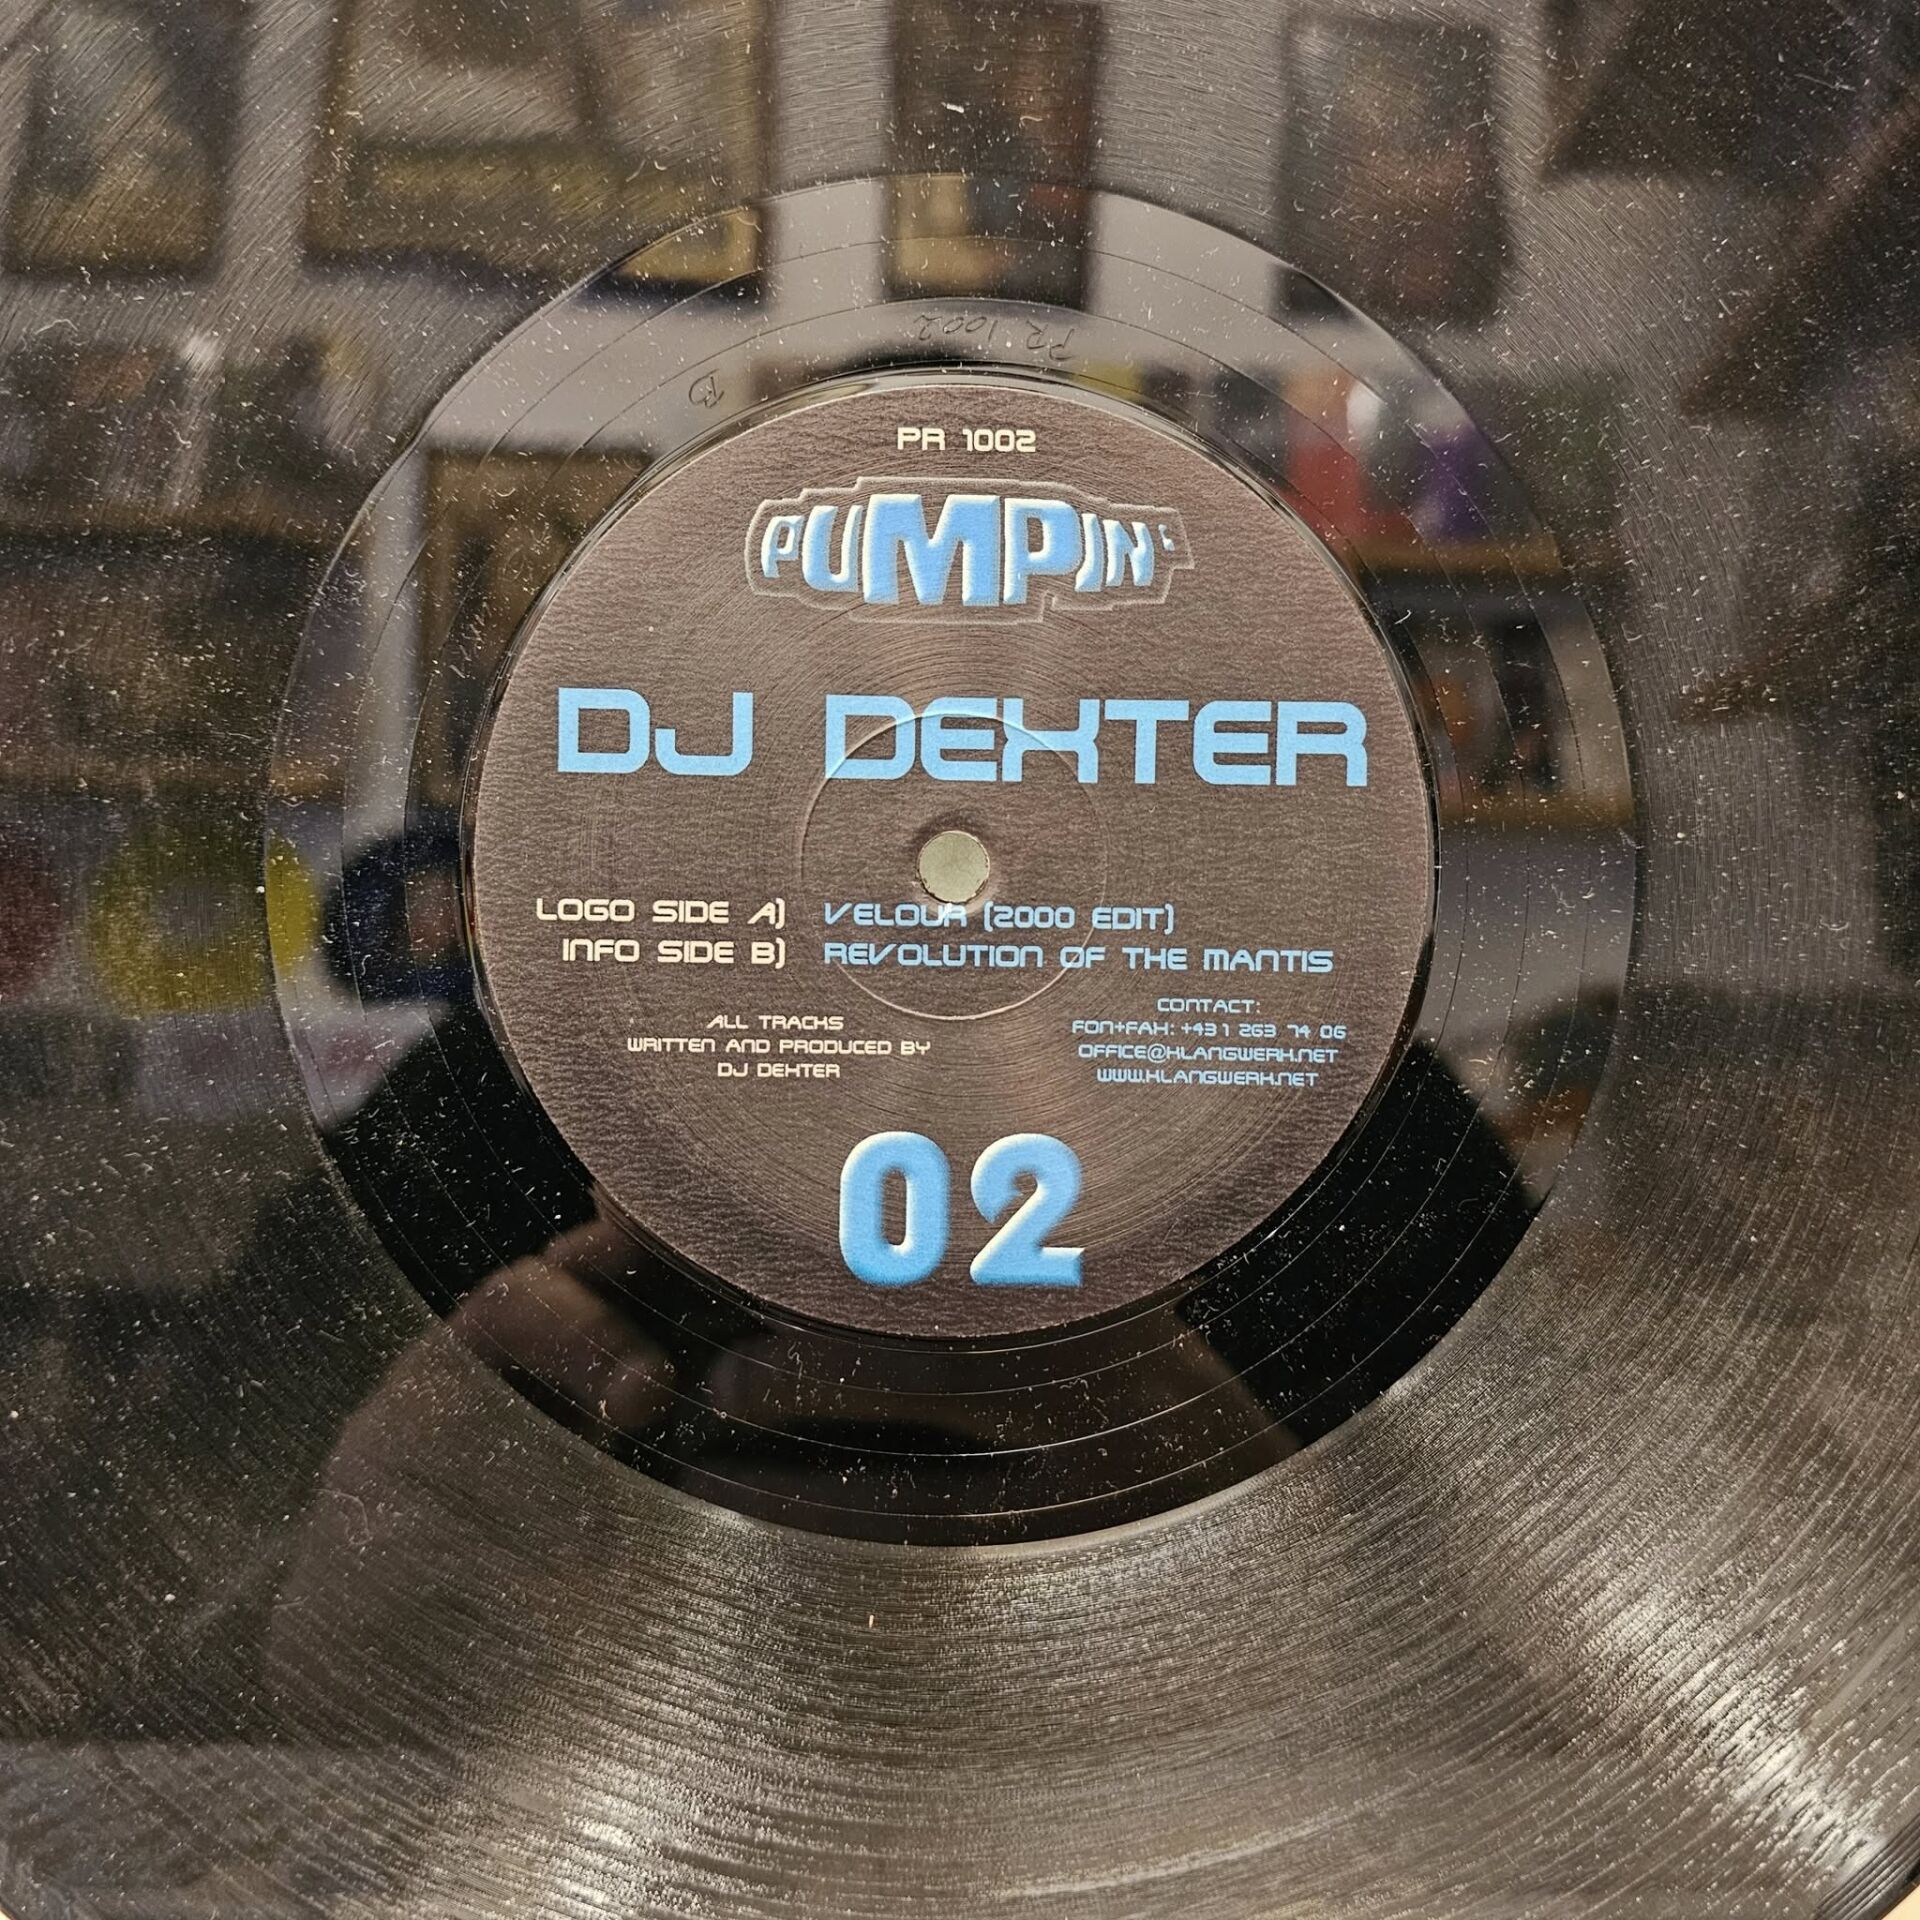 PR 1002
B
PR 1002
PUMPIN'
DJ DEXTER
LOGO SIDE A) VELOUR (2000 EDIT)
INFO SIDE B) REVOLUTION OF THE MANTIS
ALL TRACKS
WRITTEN AND PRODUCED BY
DJ DEXTER
CONTACT:
FON+FAX: +43 1 263 74 06
OFFICE@KLANGWERK.NET
WWW.KLANGWERK.NET
02